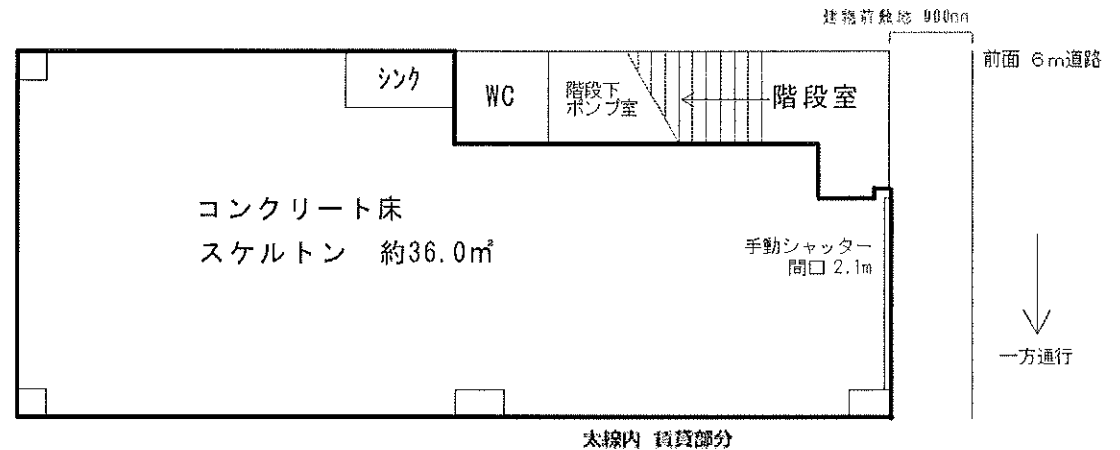 建物前敷地 900mm
前面 6m道路
シンク
WC
階段下
ポンプ室
階段室
コンクリート床
スケルトン 約36.0㎡
手動シャッター
間口 2.1m
一方通行
太線内 賃貸部分